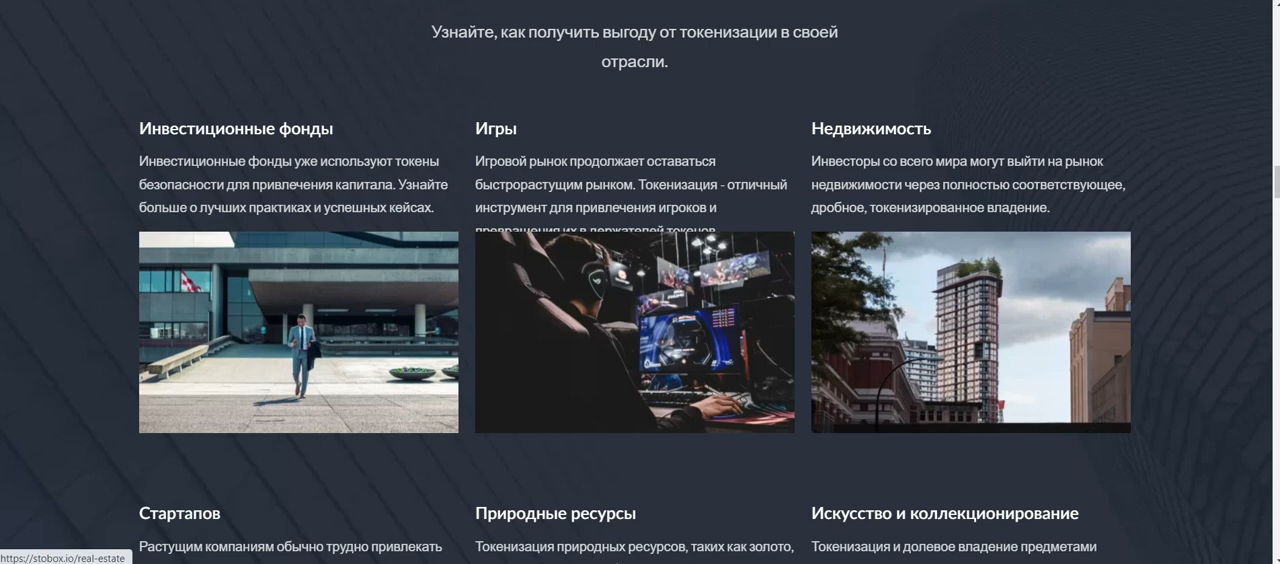 Узнайте, как получить выгоду от токенизации в своей
отрасли.
Инвестиционные фонды
Инвестиционные фонды уже используют токены
безопасности для привлечения капитала. Узнайте
больше о лучших практиках и успешных кейсах.
Игры
Игровой рынок продолжает оставаться
быстрорастущим рынком. Токенизация - отличный
инструмент для привлечения игроков и
превращения их в держателей токенов.
Недвижимость
Инвесторы со всего мира могут выйти на рынок
недвижимости через полностью соответствующее,
дробное, токенизированное владение.
Стартапов
Растущим компаниям обычно трудно привлекать
Природные ресурсы
Токенизация природных ресурсов, таких как золото,
Искусство и коллекционирование
Токенизация и долевое владение предметами
https://stobox.io/real-estate